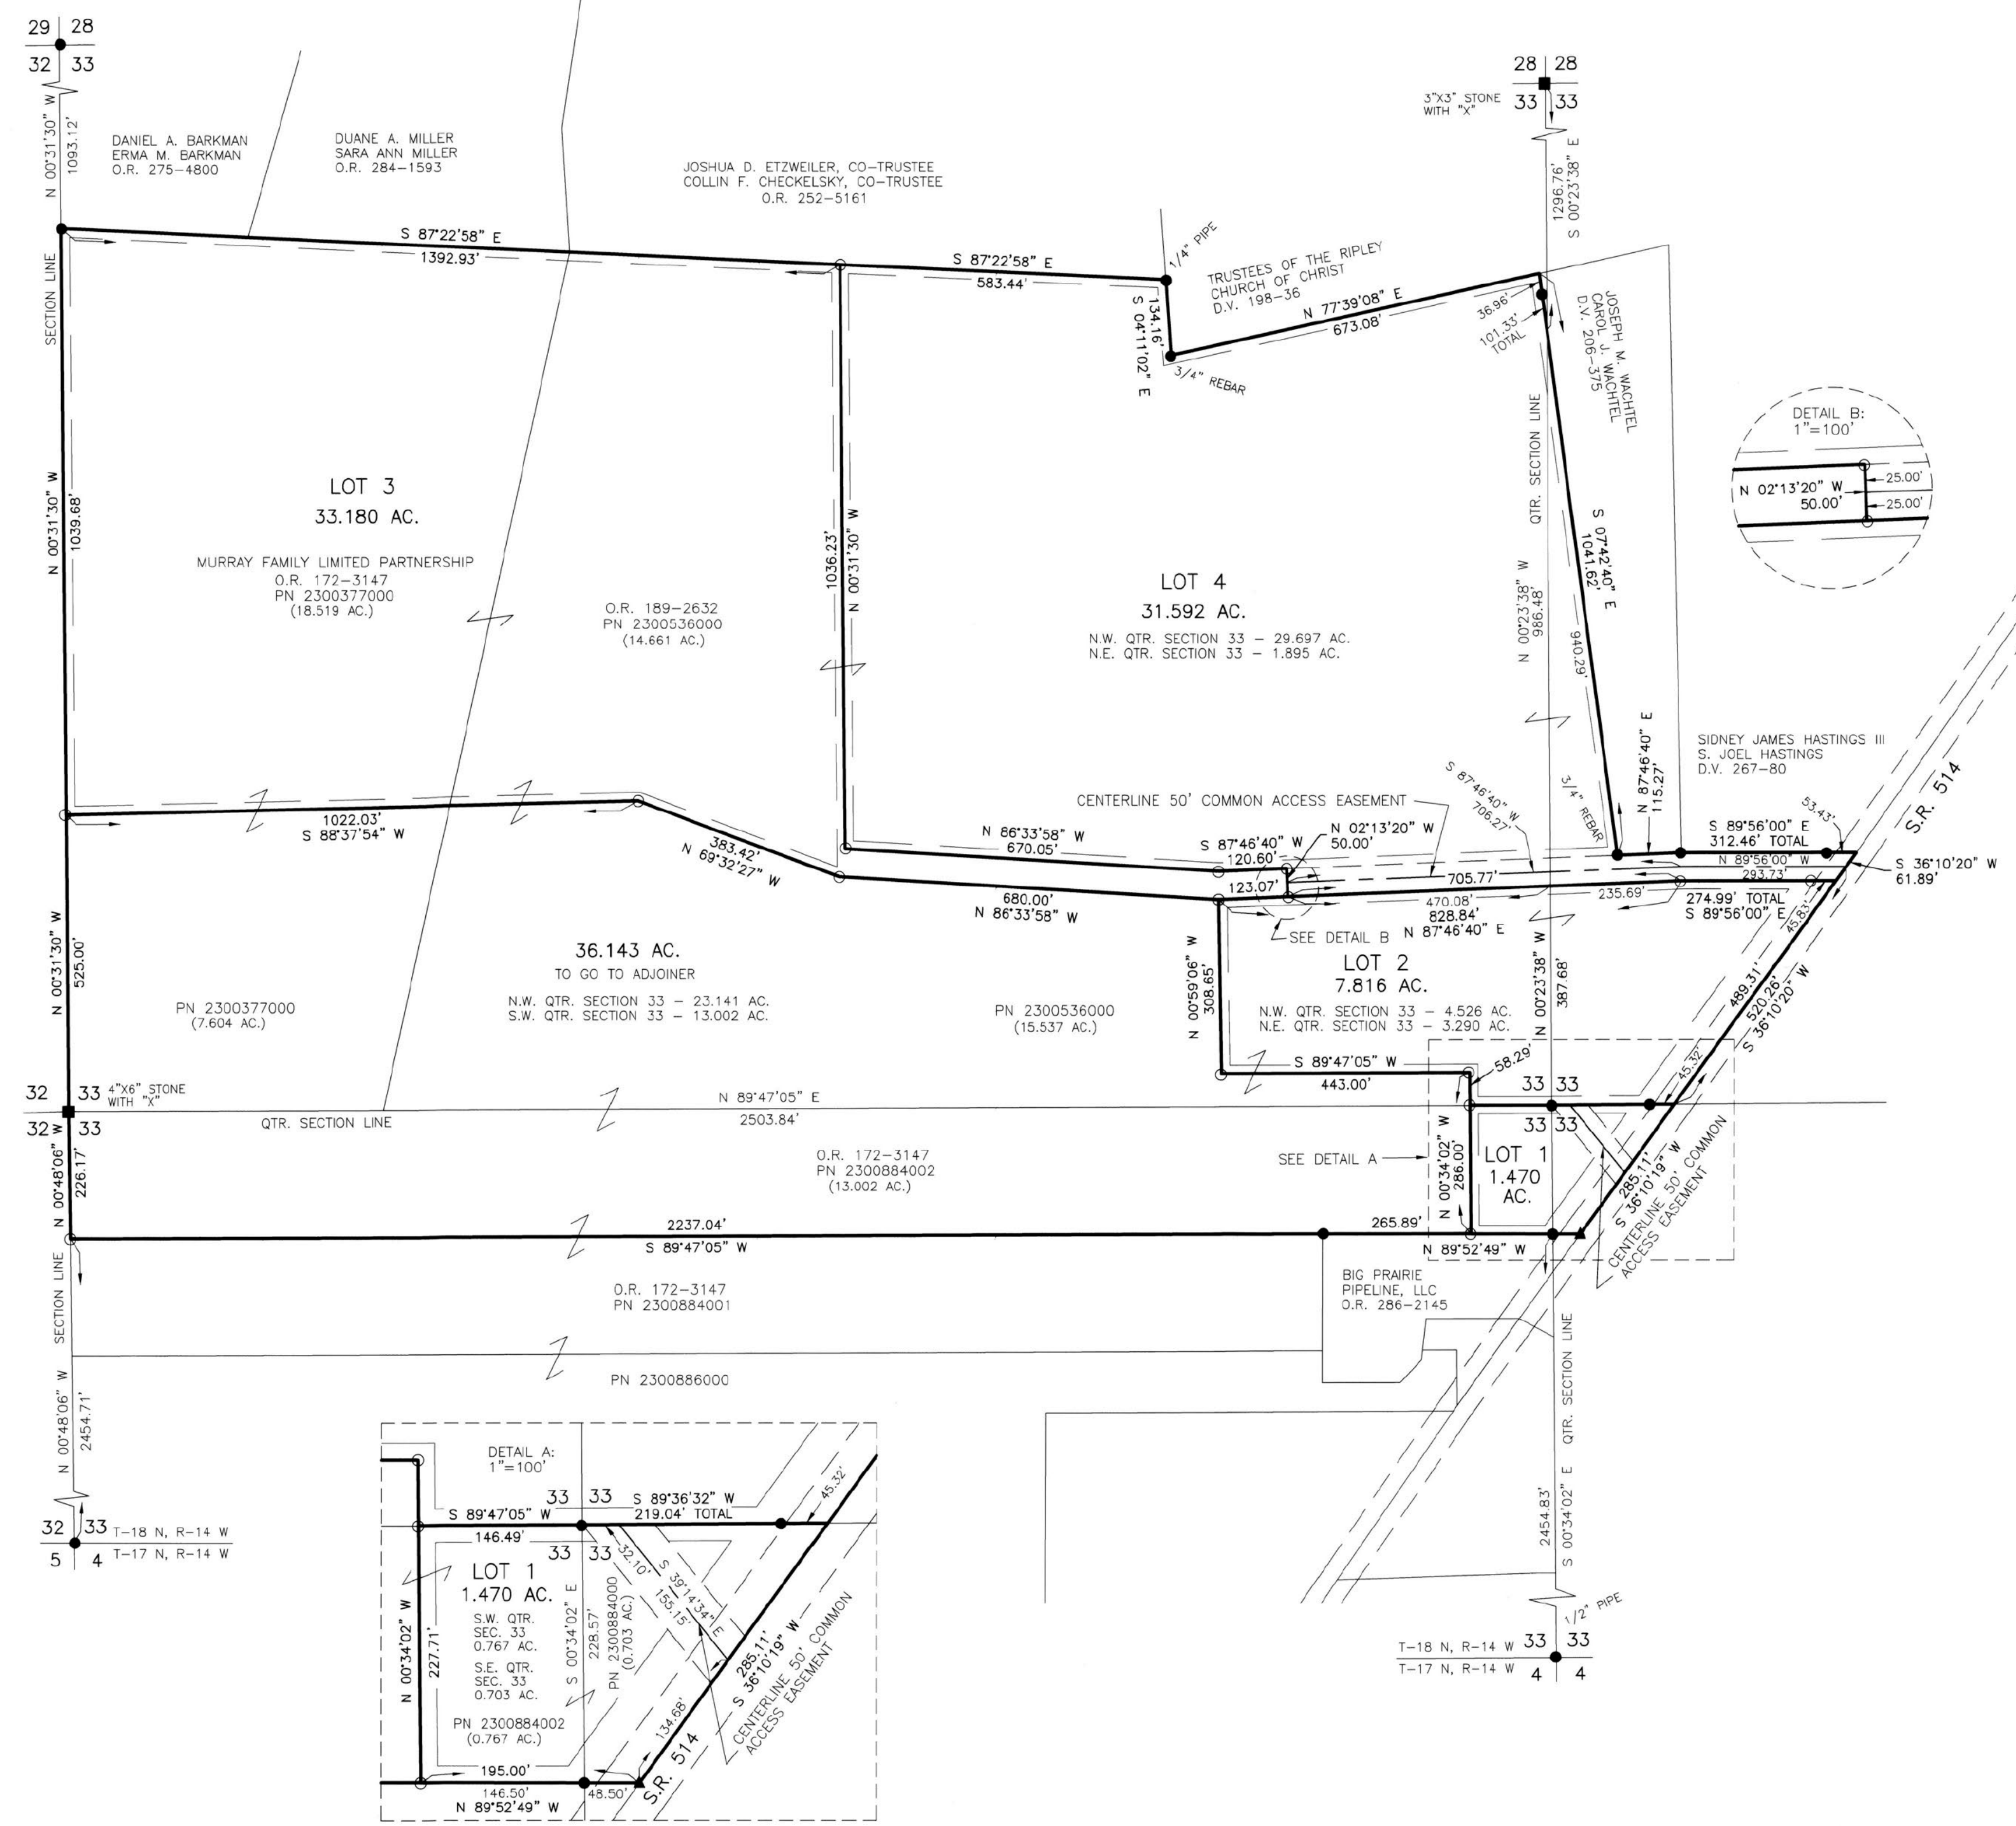 29 28
32 33
N 00°31'30" W
1093.12'
DANIEL A. BARKMAN
ERMA M. BARKMAN
O.R. 275-4800
DUANE A. MILLER
SARA ANN MILLER
O.R. 284-1593
JOSHUA D. ETZWEILER, CO-TRUSTEE
COLLIN F. CHECKELSKY, CO-TRUSTEE
O.R. 252-5161
28 28
33 33
3"X3" STONE
WITH "X"
1296.76'
S 00°23'38" E
SECTION LINE
S 87°22'58" E
1392.93'
S 87°22'58" E
583.44'
1/4" PIPE
134.16'
S 04°11'02" E
3/4" REBAR
TRUSTEES OF THE RIPLEY
CHURCH OF CHRIST
D.V. 198-36
N 77°39'08" E
673.08'
36.96'
101.33'
TOTAL
JOSEPH M. WACHTEL
CAROL J. WACHTEL
D.V. 206-375
DETAIL B:
1"=100'
N 02°13'20" W
50.00'
25.00'
25.00'
N 00°31'30" W
1039.68'
LOT 3
33.180 AC.
MURRAY FAMILY LIMITED PARTNERSHIP
O.R. 172-3147
PN 2300377000
(18.519 AC.)
O.R. 189-2632
PN 2300536000
(14.661 AC.)
1036.23'
N 00°31'30" W
LOT 4
31.592 AC.
N.W. QTR. SECTION 33 - 29.697 AC.
N.E. QTR. SECTION 33 - 1.895 AC.
QTR. SECTION LINE
N 00°23'38" W
986.48'
S 07°42'40" E
1041.62'
940.29'
3/4" REBAR
N 87°46'40" E
115.27'
SIDNEY JAMES HASTINGS III
S. JOEL HASTINGS
D.V. 267-80
S.R. 514
53.43'
S 89°56'00" E
312.46' TOTAL
N 89°56'00" W
293.73'
274.99' TOTAL
S 89°56'00" E
S 36°10'20" W
61.89'
45.83'
CENTERLINE 50' COMMON ACCESS EASEMENT
S 87°46'40" W
706.27'
1022.03'
S 88°37'54" W
383.42'
N 69°32'27" W
N 86°33'58" W
670.05'
680.00'
N 86°33'58" W
S 87°46'40" W
120.60'
N 02°13'20" W
50.00'
123.07'
705.77'
470.08'
235.69'
828.84'
N 87°46'40" E
SEE DETAIL B
N 00°31'30" W
525.00'
36.143 AC.
TO GO TO ADJOINER
N.W. QTR. SECTION 33 - 23.141 AC.
S.W. QTR. SECTION 33 - 13.002 AC.
PN 2300377000
(7.604 AC.)
PN 2300536000
(15.537 AC.)
N 00°59'06" W
308.65'
LOT 2
7.816 AC.
N.W. QTR. SECTION 33 - 4.526 AC.
N.E. QTR. SECTION 33 - 3.290 AC.
N 00°23'38" W
387.68'
489.31'
520.26'
S 36°10'20" W
45.32'
S 89°47'05" W
443.00'
58.29'
32 33
32 33
4"X6" STONE
WITH "X"
QTR. SECTION LINE
N 89°47'05" E
2503.84'
33 33
33 33
N 00°48'06" W
226.17'
O.R. 172-3147
PN 2300884002
(13.002 AC.)
SEE DETAIL A
N 00°34'02" W
286.00'
LOT 1
1.470
AC.
285.11'
S 36°10'19" W
CENTERLINE 50' COMMON
ACCESS EASEMENT
2237.04'
S 89°47'05" W
265.89'
N 89°52'49" W
SECTION LINE
O.R. 172-3147
PN 2300884001
BIG PRAIRIE
PIPELINE, LLC
O.R. 286-2145
PN 2300886000
N 00°48'06" W
2454.71'
QTR. SECTION LINE
S 00°34'02" E
2454.83'
32 33
5 4
T-18 N, R-14 W
T-17 N, R-14 W
DETAIL A:
1"=100'
33 33
33 33
S 89°47'05" W
146.49'
S 89°36'32" W
219.04' TOTAL
45.32'
LOT 1
1.470 AC.
S.W. QTR.
SEC. 33
0.767 AC.
S.E. QTR.
SEC. 33
0.703 AC.
PN 2300884002
(0.767 AC.)
N 00°34'02" W
227.71'
S 00°34'02" E
228.57'
PN 2300884000
(0.703 AC.)
32.10'
S 39°14'34" E
155.15'
285.11'
S 36°10'19" W
134.68'
CENTERLINE 50' COMMON
ACCESS EASEMENT
S.R. 514
195.00'
146.50'
48.50'
N 89°52'49" W
1/2" PIPE
T-18 N, R-14 W
T-17 N, R-14 W
33 33
4 4